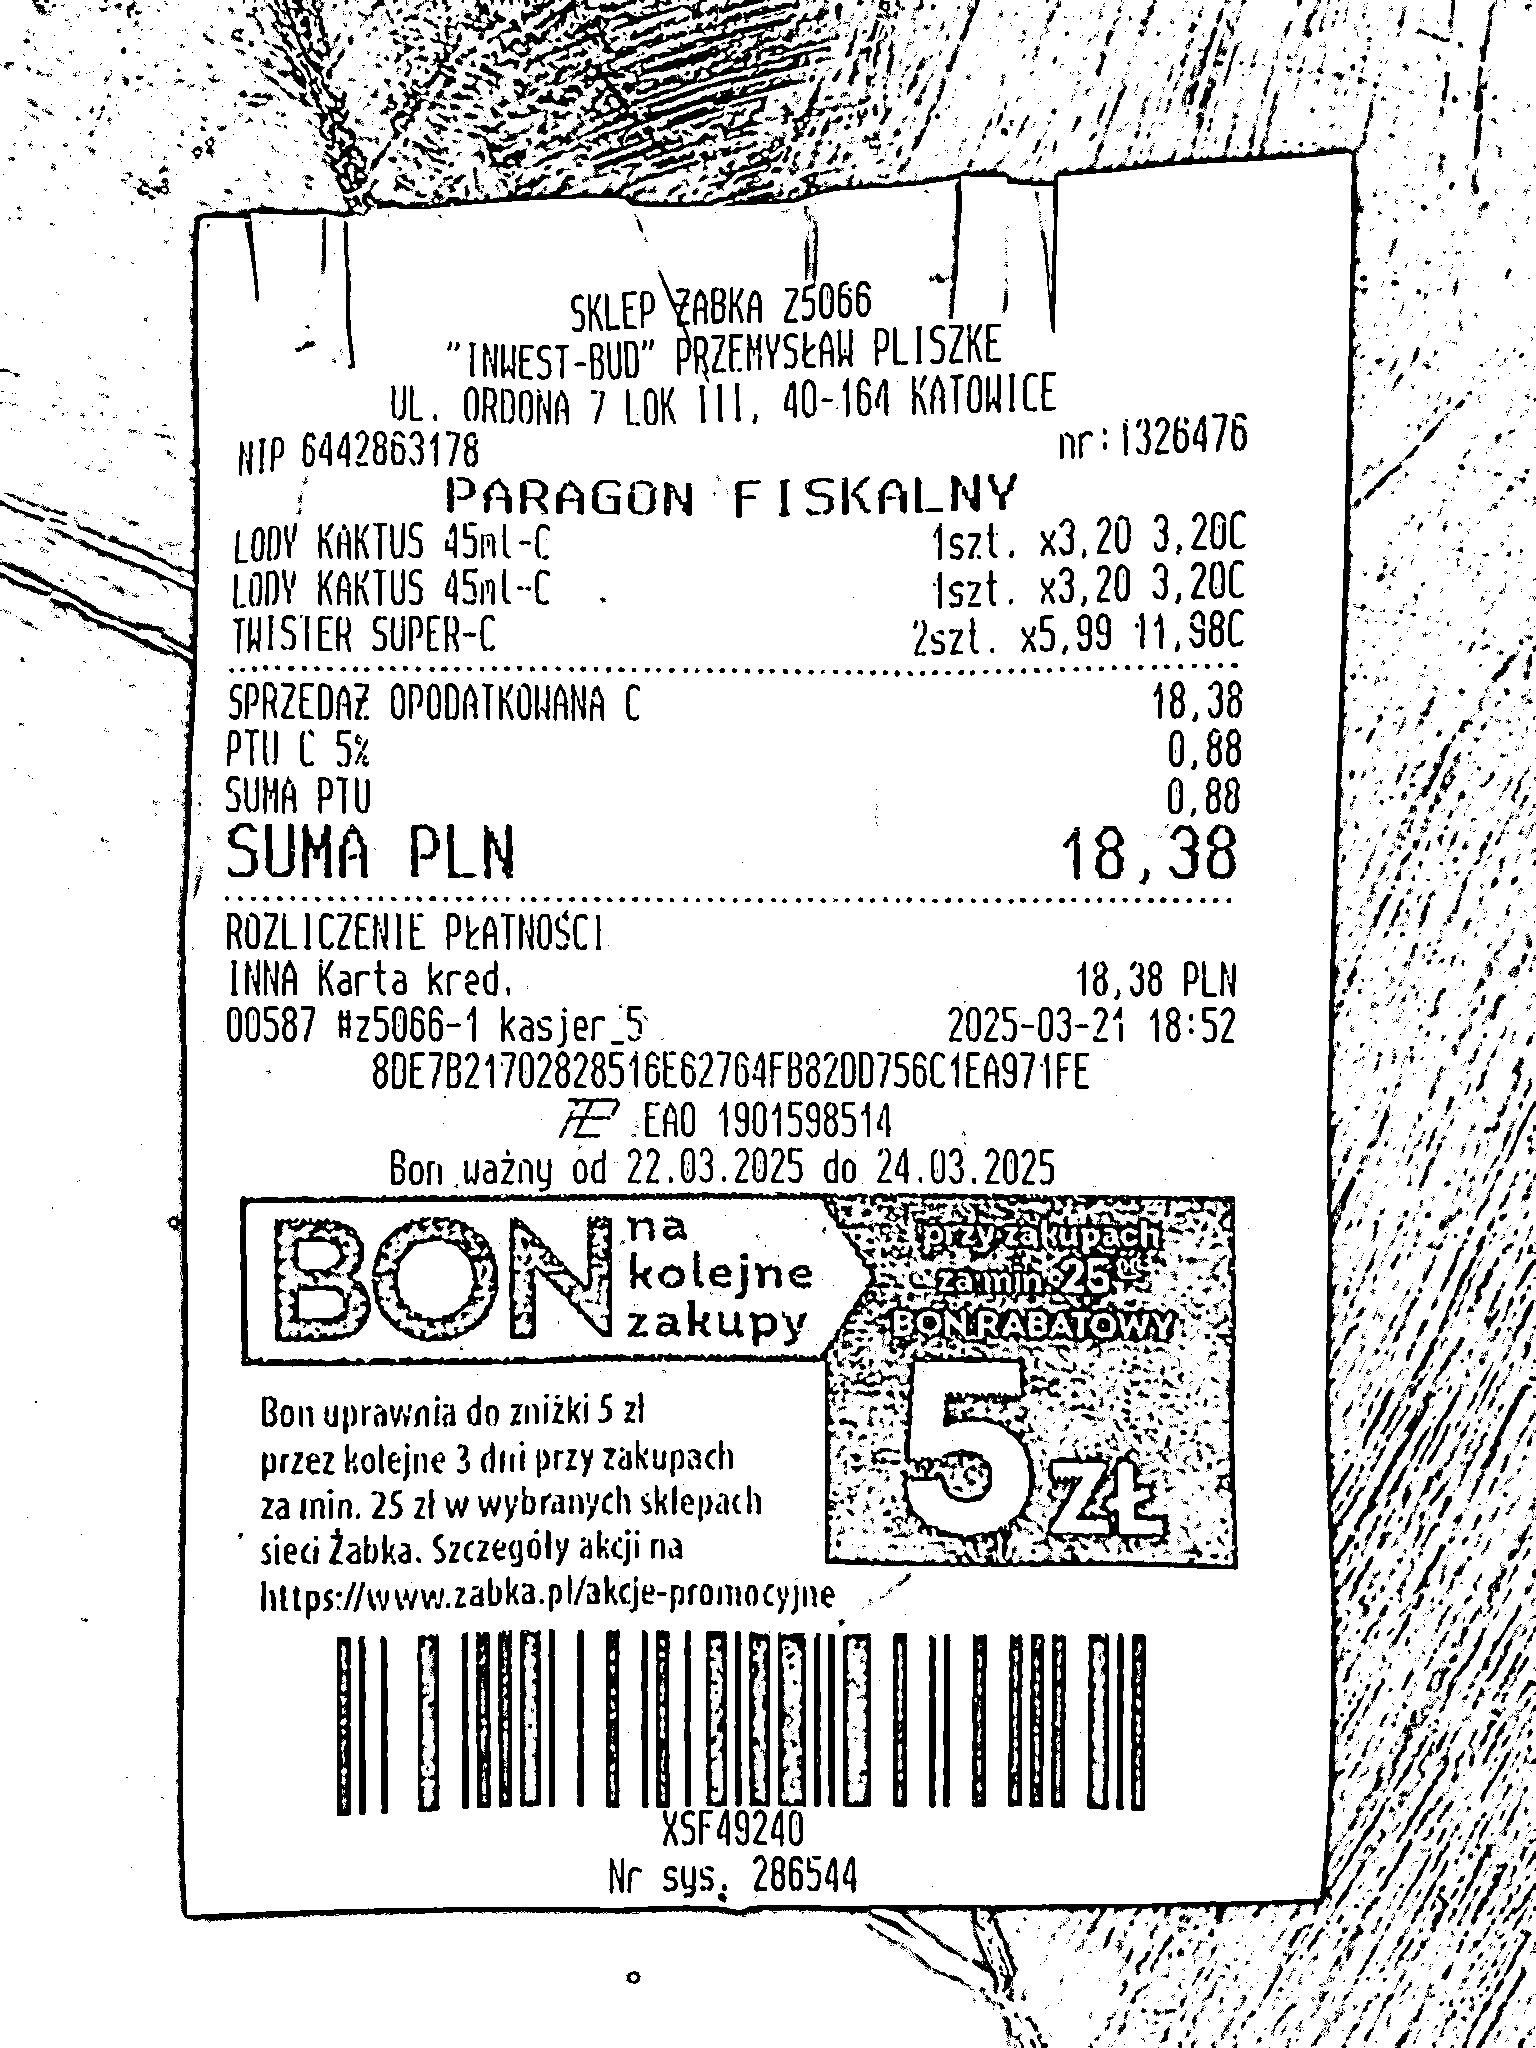 SKLEP ŻABKA Z5066
"INWEST-BUD" PRZEMYSŁAW PLISZKE
UL. ORDONA 7 LOK III, 40-164 KATOWICE
NIP 6442863178 nr:1326476
PARAGON FISKALNY
LODY KAKTUS 45ml-C 1szt. x3,20 3,20C
LODY KAKTUS 45ml-C 1szt. x3,20 3,20C
TWISTER SUPER-C 2szt. x5,99 11,98C
SPRZEDAŻ OPODATKOWANA C 18,38
PTU C 5% 0,88
SUMA PTU 0,88
SUMA PLN 18,38
ROZLICZENIE PŁATNOŚCI
INNA Karta kred. 18,38 PLN
00587 #z5066-1 kasjer_5 2025-03-21 18:52
8DE7B21702828516E62764FB82DD756C1EA971FE
EAO 1901598514
Bon ważny od 22.03.2025 do 24.03.2025
BON na kolejne zakupy
przy zakupach
za min. 25
BON RABATOWY
5 ZŁ
Bon uprawnia do zniżki 5 zł
przez kolejne 3 dni przy zakupach
za min. 25 zł w wybranych sklepach
sieci Żabka. Szczegóły akcji na
https://www.zabka.pl/akcje-promocyjne
XSF49240
Nr sys. 286544